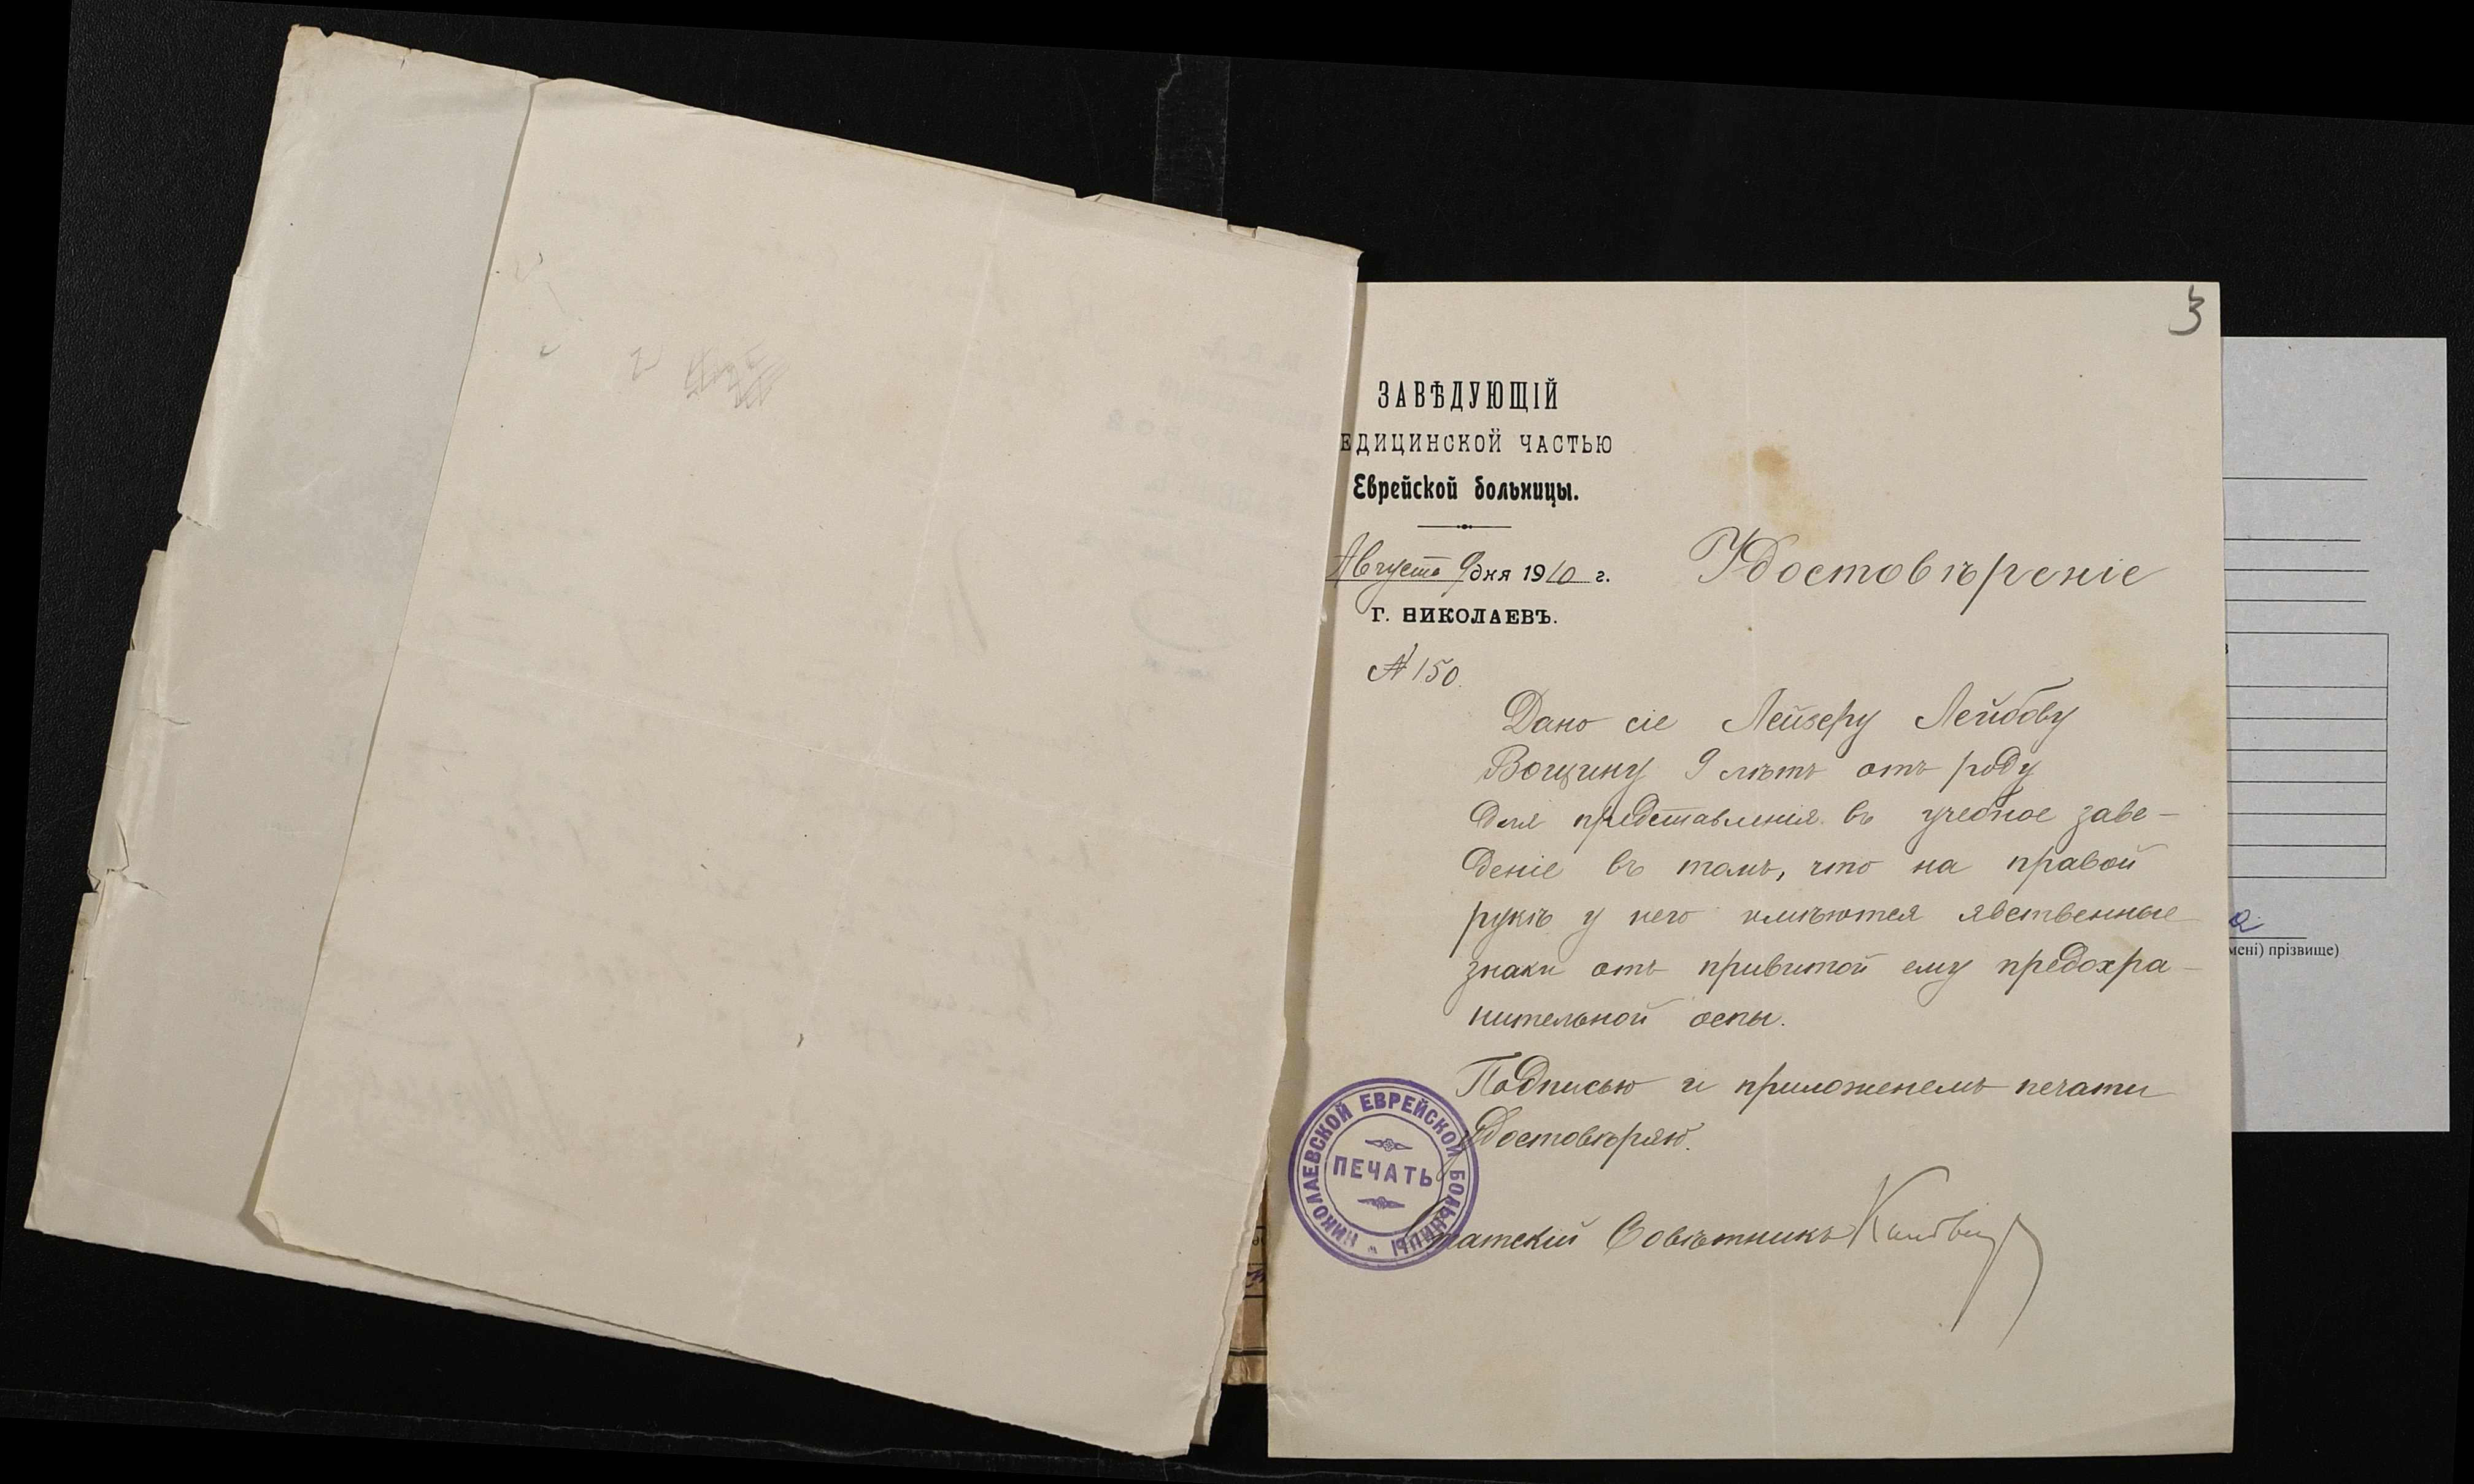 3
ЗАВѢДУЮЩІЙ
ЕДИЦИНСКОЙ ЧАСТЬЮ
Еврейской больницы.
Августа 9 дня 1910 г.
Г. НИКОЛАЕВЪ.
№ 150.
Удостовѣреніе
Дано сіе Лейзеру Лейбову
Вощину 9 лѣтъ отъ роду
для представленія въ учебное заве-
деніе въ томъ, что на правой
рукѣ у него имѣются явственные
знаки отъ привитой ему предохра-
нительной оспы.
Подписью и приложенемъ печати
удостовѣряю.
НИКОЛАЕВСКОЙ ЕВРЕЙСКОЙ БОЛЬНИЦЫ
ПЕЧАТЬ
Статскій Совѣтникъ
мені) прізвище)